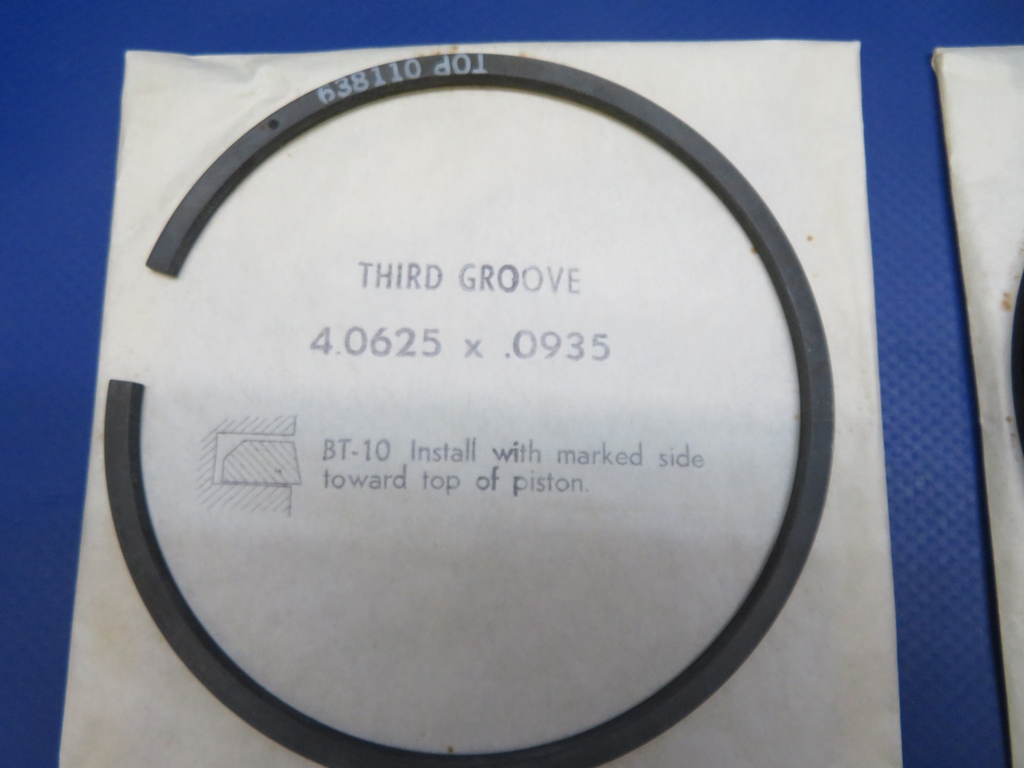 638110 TOP
THIRD GROOVE
4.0625 x .0935
BT-10 Install with marked side
toward top of piston.